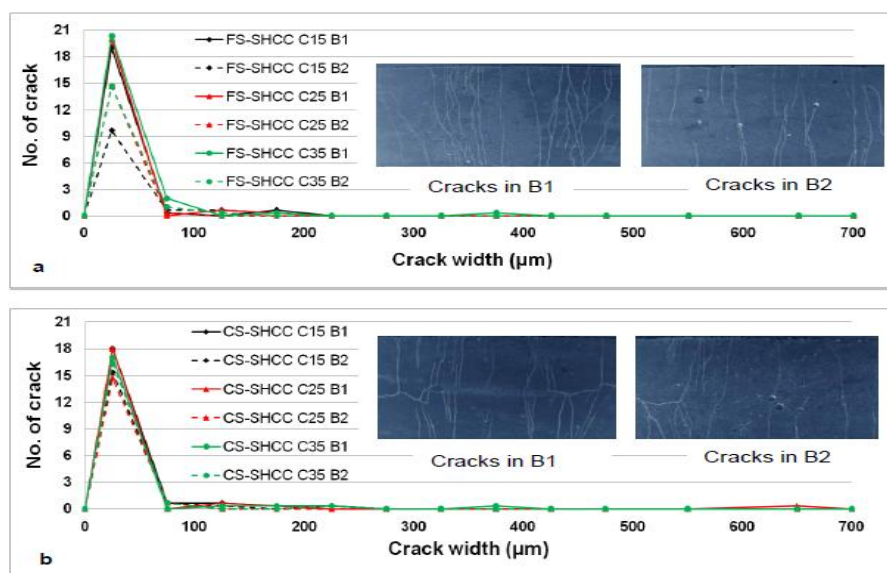 21
18
15
12
9
6
3
0
No. of crack
FS-SHCC C15 B1
FS-SHCC C15 B2
FS-SHCC C25 B1
FS-SHCC C25 B2
FS-SHCC C35 B1
FS-SHCC C35 B2
Cracks in B1
Cracks in B2
0 100 200 300 400 500 600 700
Crack width (µm)
a
21
18
15
12
9
6
3
0
No. of crack
CS-SHCC C15 B1
CS-SHCC C15 B2
CS-SHCC C25 B1
CS-SHCC C25 B2
CS-SHCC C35 B1
CS-SHCC C35 B2
Cracks in B1
Cracks in B2
0 100 200 300 400 500 600 700
Crack width (µm)
b